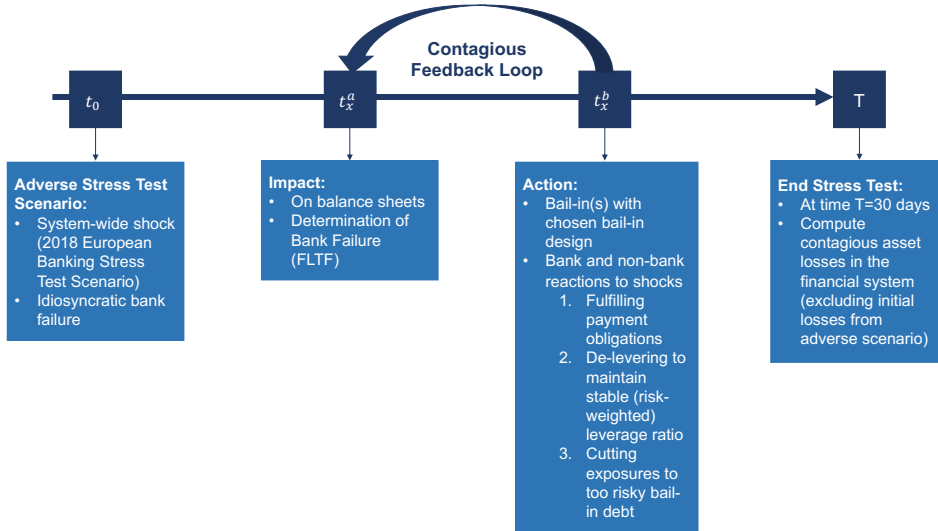 Contagious
Feedback Loop
t₀
tₓᵃ
tₓᵇ
T
Adverse Stress Test
Scenario:
• System-wide shock
(2018 European
Banking Stress
Test Scenario)
• Idiosyncratic bank
failure
Impact:
• On balance sheets
• Determination of
Bank Failure
(FLTF)
Action:
• Bail-in(s) with
chosen bail-in
design
• Bank and non-bank
reactions to shocks
1. Fulfilling
payment
obligations
2. De-levering to
maintain
stable (risk-
weighted)
leverage ratio
3. Cutting
exposures to
too risky bail-
in debt
End Stress Test:
• At time T=30 days
• Compute
contagious asset
losses in the
financial system
(excluding initial
losses from
adverse scenario)